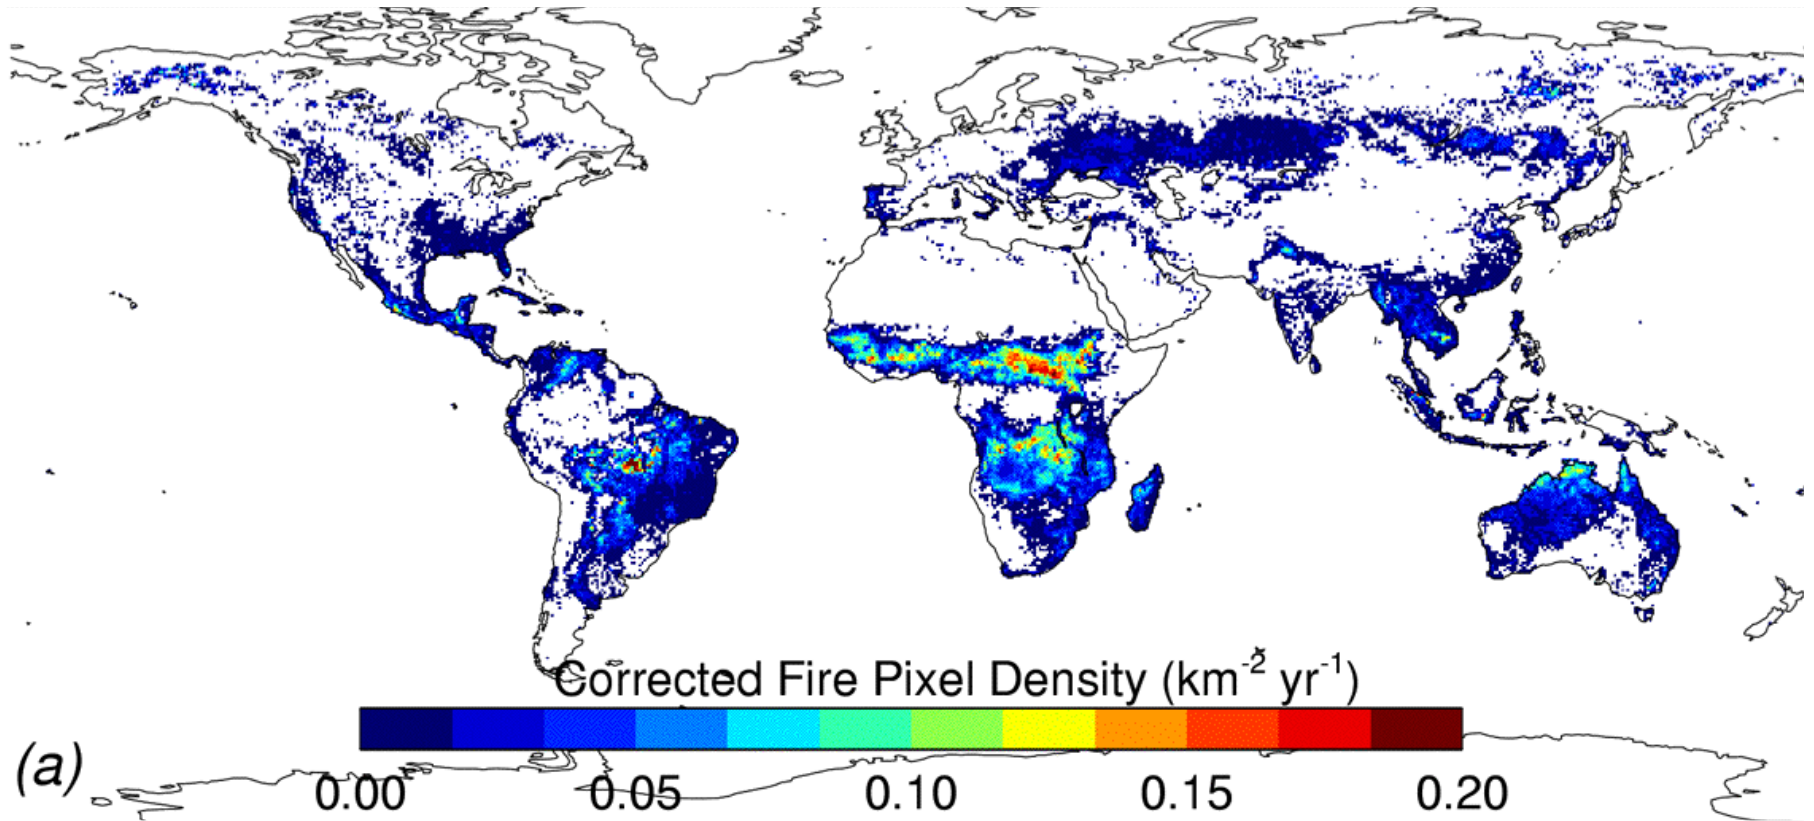 Corrected Fire Pixel Density (km⁻² yr⁻¹)
(a)
0.00 0.05 0.10 0.15 0.20